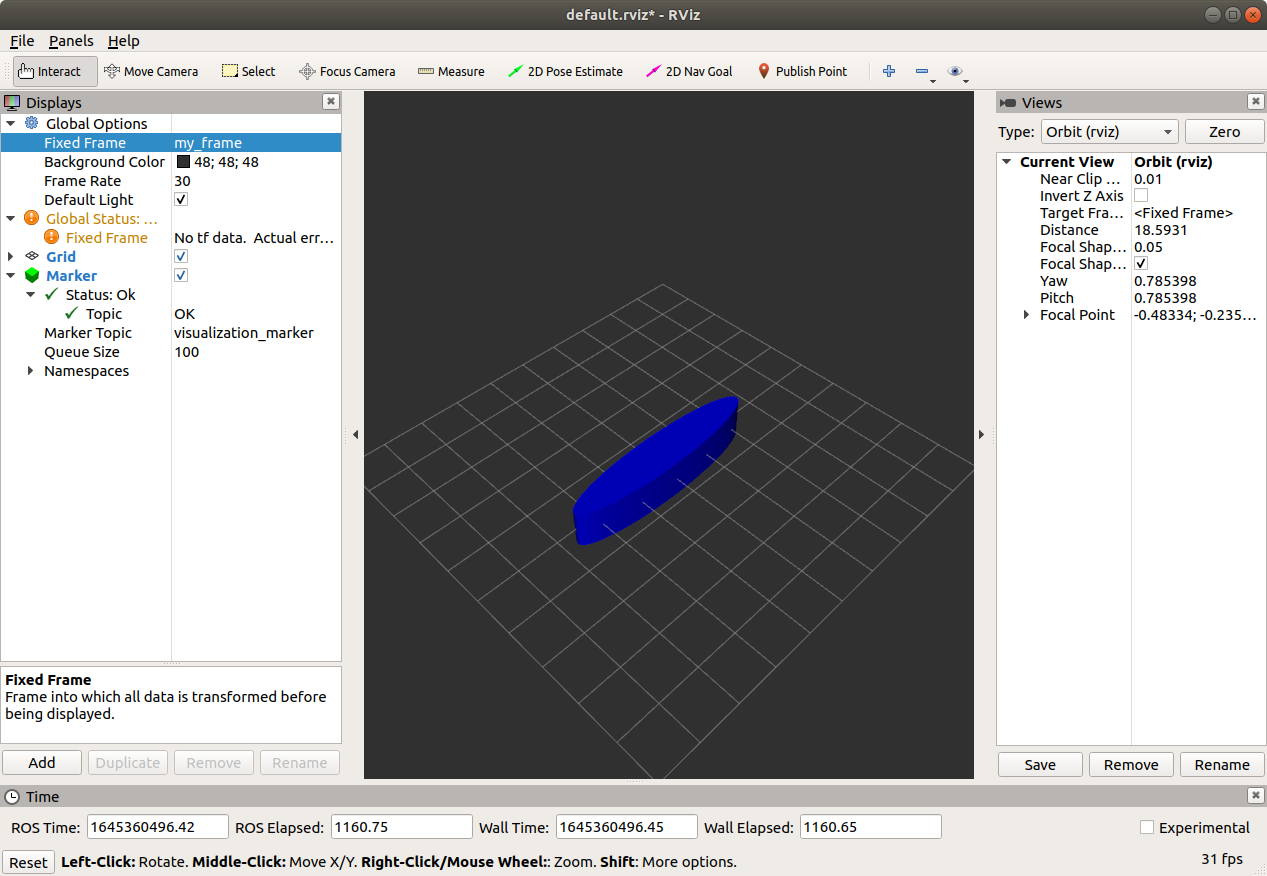 default.rviz* - RViz
File Panels Help
Interact Move Camera Select Focus Camera Measure 2D Pose Estimate 2D Nav Goal Publish Point
Displays
Global Options
Fixed Frame my_frame
Background Color 48; 48; 48
Frame Rate 30
Default Light
Global Status: ...
Fixed Frame No tf data. Actual err...
Grid
Marker
Status: Ok
Topic OK
Marker Topic visualization_marker
Queue Size 100
Namespaces
Fixed Frame
Frame into which all data is transformed before
being displayed.
Add Duplicate Remove Rename
Views
Type: Orbit (rviz) Zero
Current View Orbit (rviz)
Near Clip ... 0.01
Invert Z Axis
Target Fra... <Fixed Frame>
Distance 18.5931
Focal Shap... 0.05
Focal Shap...
Yaw 0.785398
Pitch 0.785398
Focal Point -0.48334; -0.235...
Save Remove Rename
Time
ROS Time: 1645360496.42 ROS Elapsed: 1160.75 Wall Time: 1645360496.45 Wall Elapsed: 1160.65 Experimental
Reset Left-Click: Rotate. Middle-Click: Move X/Y. Right-Click/Mouse Wheel:: Zoom. Shift: More options. 31 fps